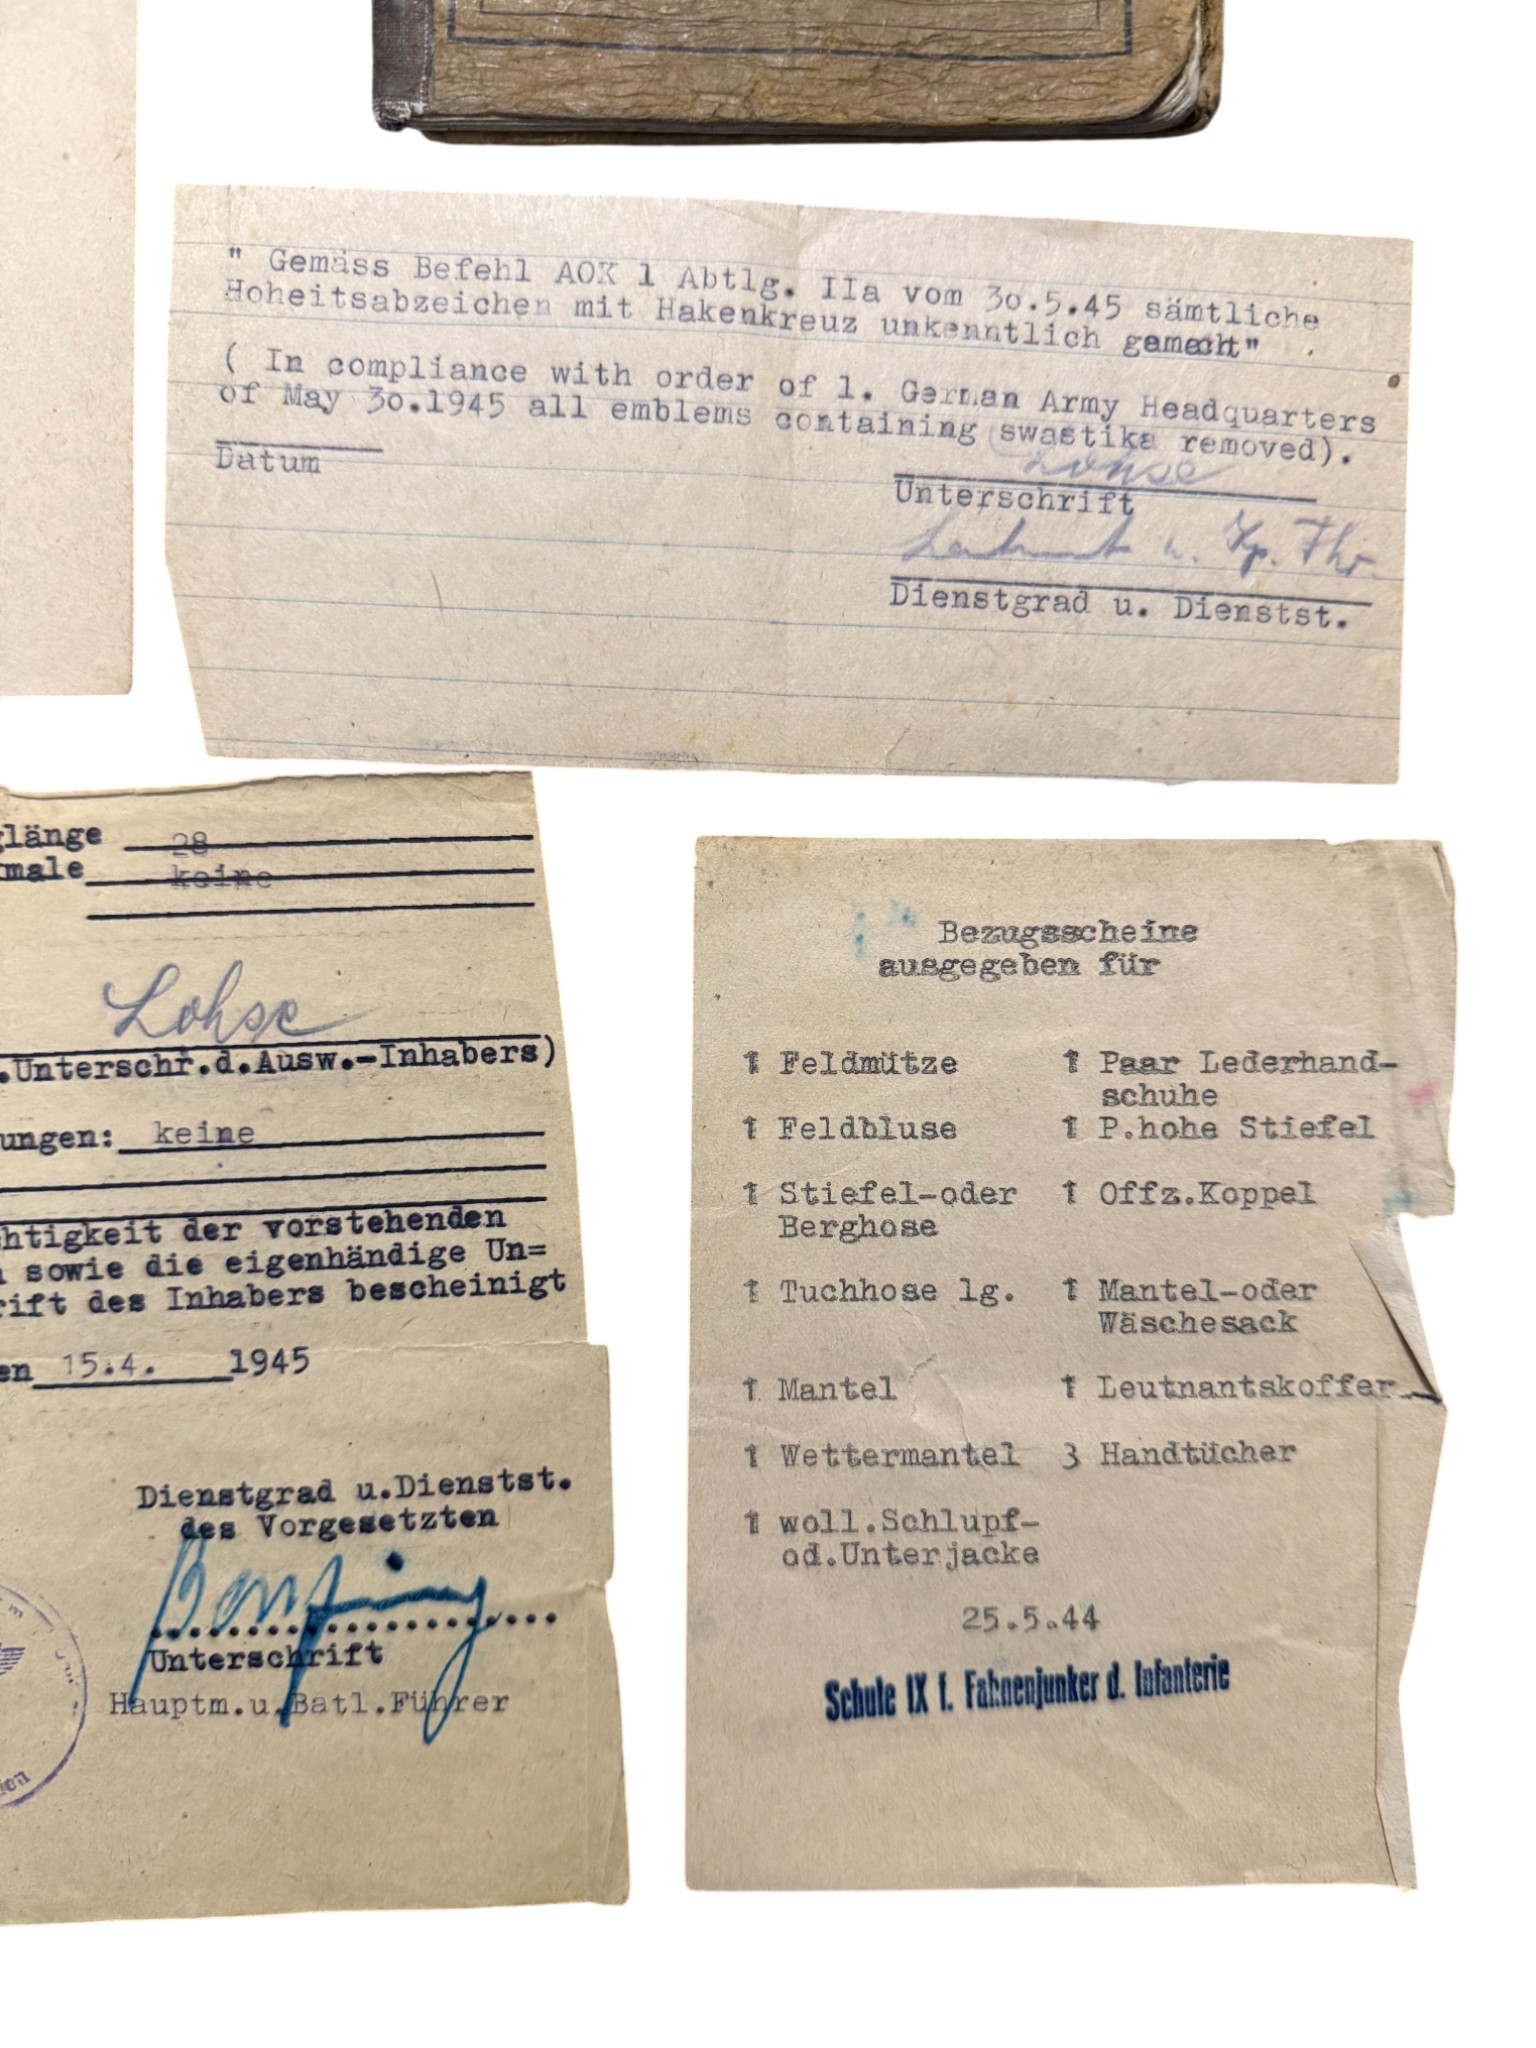 " Gemäss Befehl AOK 1 Abtlg. IIa vom 30.5.45 sämtliche
Hoheitsabzeichen mit Hakenkreuz unkenntlich gemacht"
( In compliance with order of 1. German Army Headquarters
of May 30.1945 all emblems containing swastika removed).
Datum
Lohse
Unterschrift
Leutnant u. Kp. Fhr.
Dienstgrad u. Dienstst.
glänge 28
male keine
Lohse
.Unterschr.d.Ausw.-Inhabers)
ungen: keine
htigkeit der vorstehenden
sowie die eigenhändige Un=
rift des Inhabers bescheinigt
en 15.4. 1945
Dienstgrad u.Dienstst.
des Vorgesetzten
Unterschrift
Hauptm.u.Batl.Führer
Bezugsscheine
ausgegeben für
1 Feldmütze
1 Feldbluse
1 Stiefel-oder
Berghose
1 Tuchhose lg.
1 Mantel
1 Wettermantel
1 woll.Schlupf-
od.Unterjacke
1 Paar Lederhand-
schuhe
1 P.hohe Stiefel
1 Offz.Koppel
1 Mantel-oder
Wäschesack
1 Leutnantskoffer
3 Handtücher
25.5.44
Schule IX f. Fahnenjunker d. Infanterie